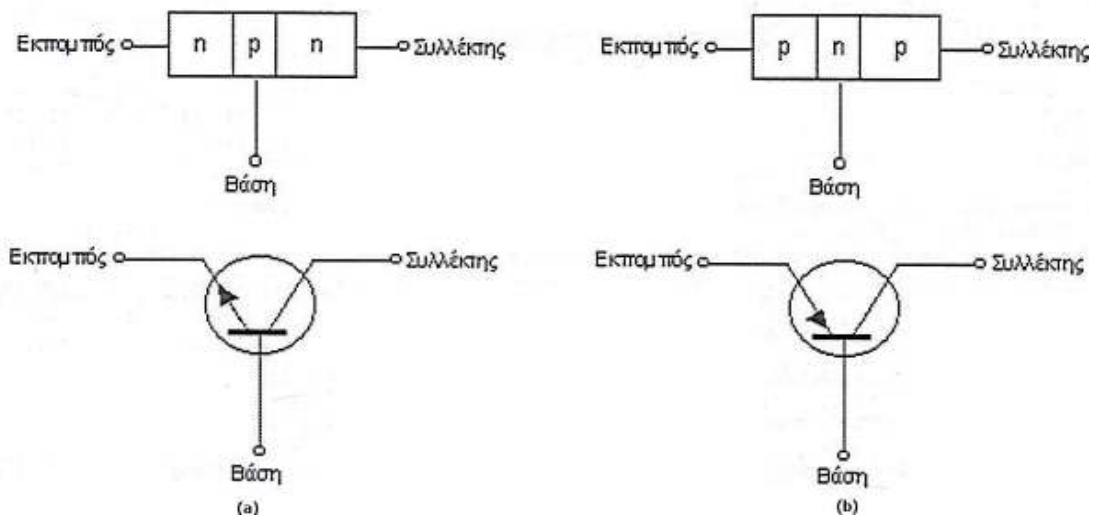 Εκπομπός n p n Συλλέκτης
Βάση
Εκπομπός p n p Συλλέκτης
Βάση
Εκπομπός Συλλέκτης
Βάση
(a)
Εκπομπός Συλλέκτης
Βάση
(b)